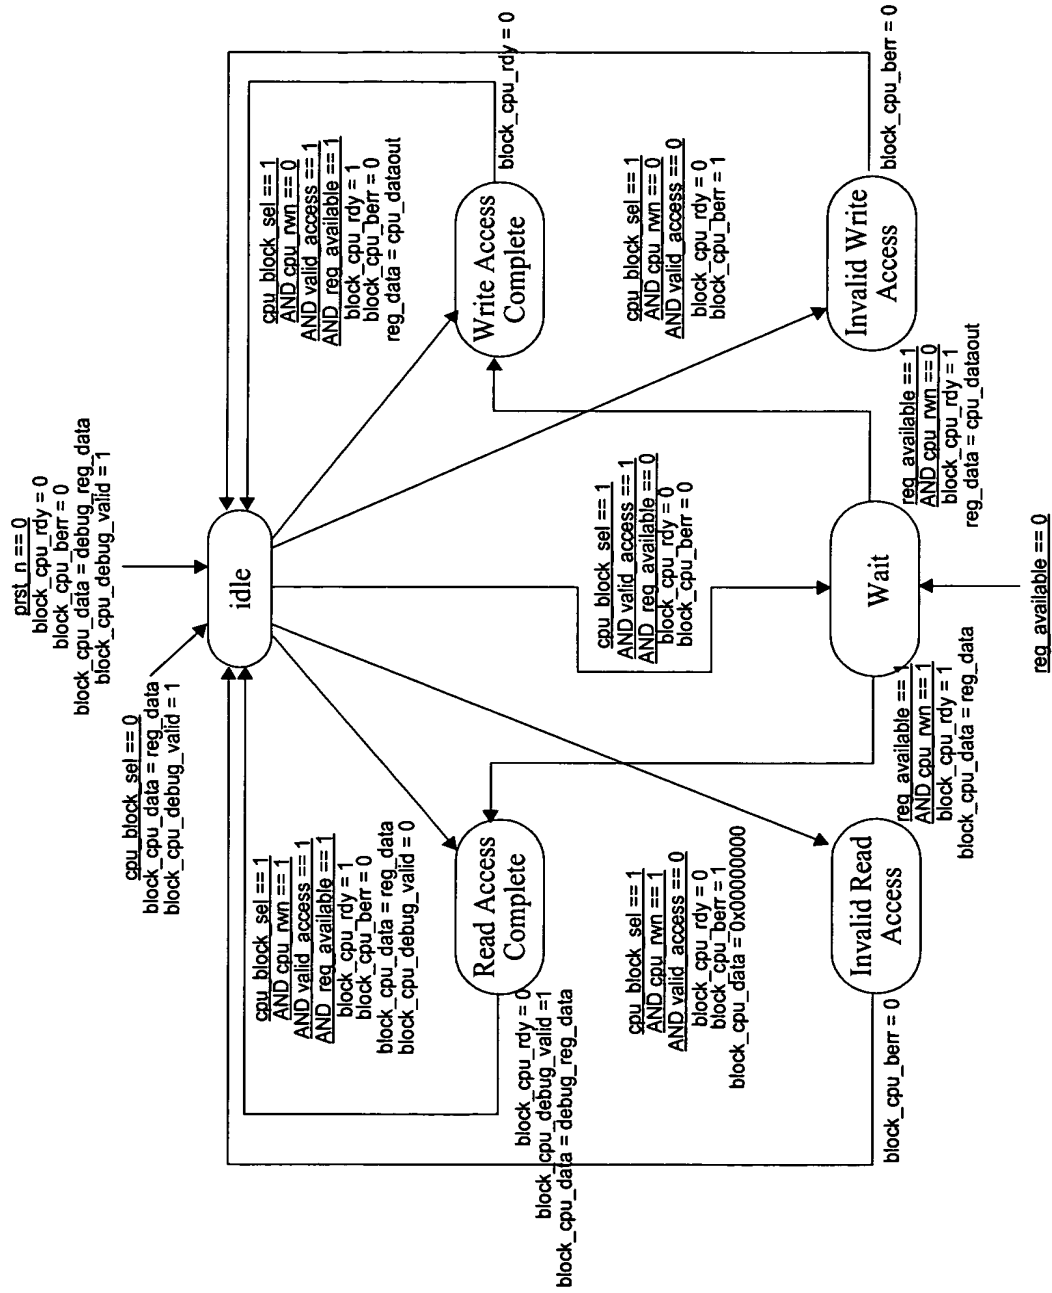 prst_n == 0
block_cpu_rdy = 0
block_cpu_berr = 0
block_cpu_data = debug_reg_data
block_cpu_debug_valid = 1
cpu_block_sel == 0
block_cpu_data = reg_data
block_cpu_debug_valid = 1
idle
cpu_block_sel == 1
AND cpu_rwn == 1
AND valid_access == 1
AND reg_available == 1
block_cpu_rdy = 1
block_cpu_berr = 0
block_cpu_data = reg_data
block_cpu_debug_valid = 0
cpu_block_sel == 1
AND cpu_rwn == 0
AND valid_access == 1
AND reg_available == 1
block_cpu_rdy = 1
block_cpu_berr = 0
reg_data = cpu_dataout
Read Access
Complete
Write Access
Complete
block_cpu_rdy = 0
block_cpu_debug_valid =1
block_cpu_data = debug_reg_data
block_cpu_rdy = 0
cpu_block_sel == 1
AND valid_access == 1
AND reg_available == 0
block_cpu_rdy = 0
block_cpu_berr = 0
cpu_block_sel == 1
AND cpu_rwn == 1
AND valid_access == 0
block_cpu_rdy = 0
block_cpu_berr = 1
block_cpu_data = 0x00000000
cpu_block_sel == 1
AND cpu_rwn == 0
AND valid_access == 0
block_cpu_rdy = 0
block_cpu_berr = 1
Invalid Read
Access
Wait
Invalid Write
Access
block_cpu_berr = 0
reg_available == 1
AND cpu_rwn == 1
block_cpu_rdy = 1
block_cpu_data = reg_data
reg_available == 1
AND cpu_rwn == 0
block_cpu_rdy = 1
reg_data = cpu_dataout
block_cpu_berr = 0
reg_available == 0